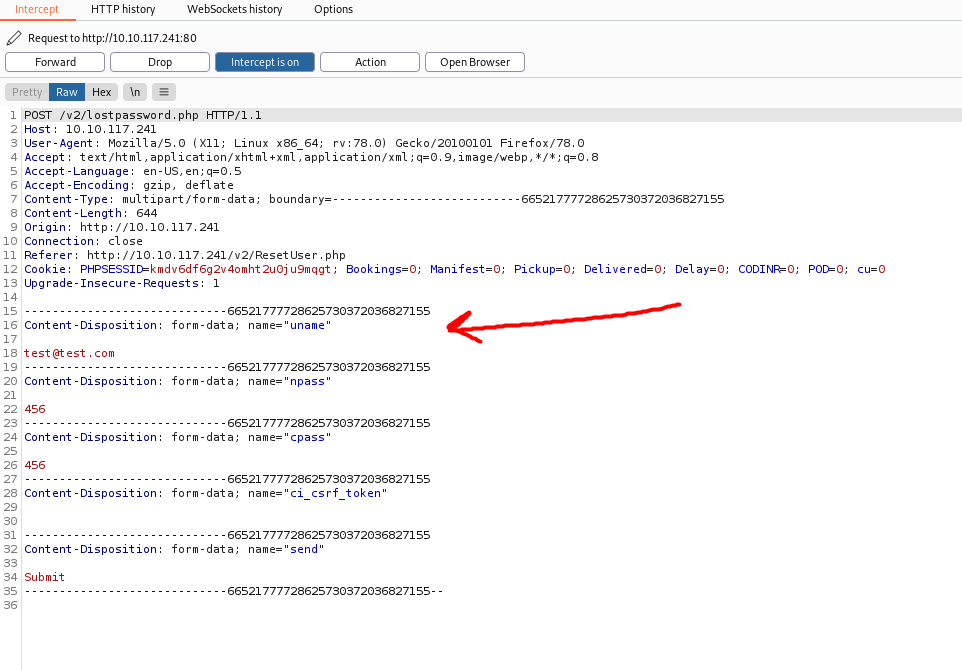 Intercept HTTP history WebSockets history Options
Request to http://10.10.117.241:80
Forward Drop Intercept is on Action Open Browser
Pretty Raw Hex \n ≡
1 POST /v2/lostpassword.php HTTP/1.1
2 Host: 10.10.117.241
3 User-Agent: Mozilla/5.0 (X11; Linux x86_64; rv:78.0) Gecko/20100101 Firefox/78.0
4 Accept: text/html,application/xhtml+xml,application/xml;q=0.9,image/webp,*/*;q=0.8
5 Accept-Language: en-US,en;q=0.5
6 Accept-Encoding: gzip, deflate
7 Content-Type: multipart/form-data; boundary=---------------------------66521777728625730372036827155
8 Content-Length: 644
9 Origin: http://10.10.117.241
10 Connection: close
11 Referer: http://10.10.117.241/v2/ResetUser.php
12 Cookie: PHPSESSID=kmdv6df6g2v4omht2u0ju9mqgt; Bookings=0; Manifest=0; Pickup=0; Delivered=0; Delay=0; CODINR=0; POD=0; cu=0
13 Upgrade-Insecure-Requests: 1
14
15 -----------------------------66521777728625730372036827155
16 Content-Disposition: form-data; name="uname"
17
18 test@test.com
19 -----------------------------66521777728625730372036827155
20 Content-Disposition: form-data; name="npass"
21
22 456
23 -----------------------------66521777728625730372036827155
24 Content-Disposition: form-data; name="cpass"
25
26 456
27 -----------------------------66521777728625730372036827155
28 Content-Disposition: form-data; name="ci_csrf_token"
29
30
31 -----------------------------66521777728625730372036827155
32 Content-Disposition: form-data; name="send"
33
34 Submit
35 -----------------------------66521777728625730372036827155--
36